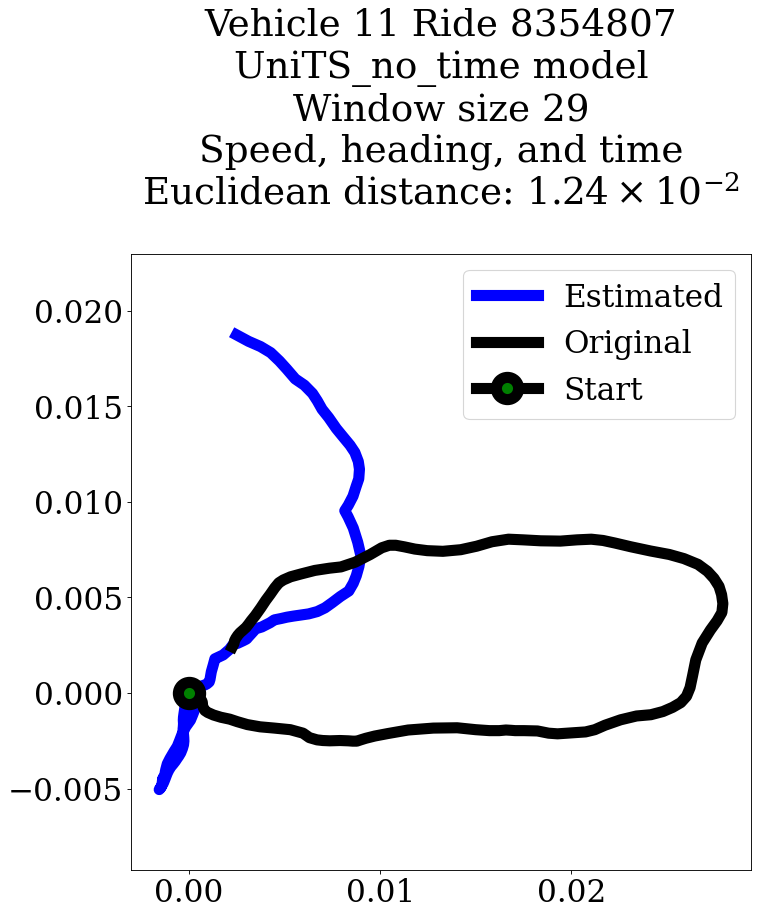 Vehicle 11 Ride 8354807
UniTS_no_time model
Window size 29
Speed, heading, and time
Euclidean distance: 1.24 × 10⁻²
Estimated
Original
Start
0.020
0.015
0.010
0.005
0.000
−0.005
0.00 0.01 0.02